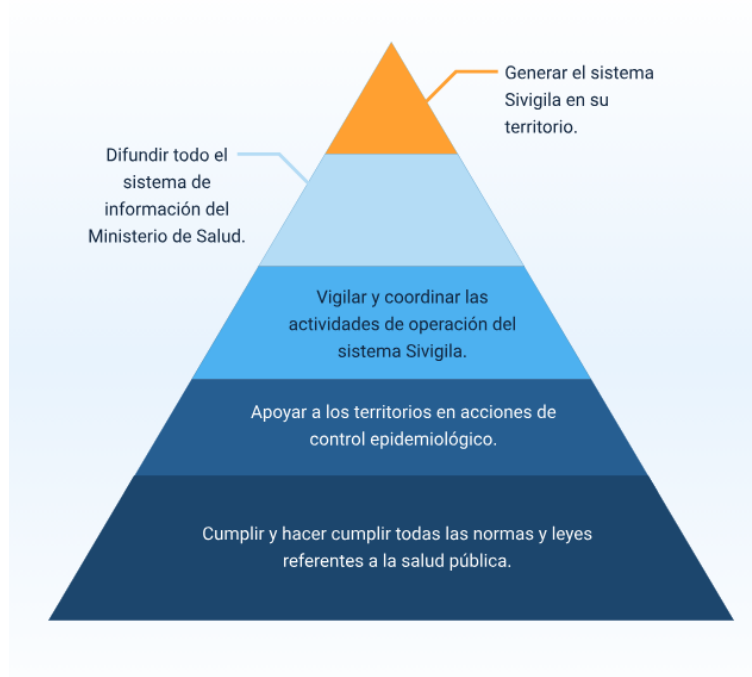 Generar el sistema
Sivigila en su
territorio.
Difundir todo el
sistema de
información del
Ministerio de Salud.
Vigilar y coordinar las
actividades de operación del
sistema Sivigila.
Apoyar a los territorios en acciones de
control epidemiológico.
Cumplir y hacer cumplir todas las normas y leyes
referentes a la salud pública.